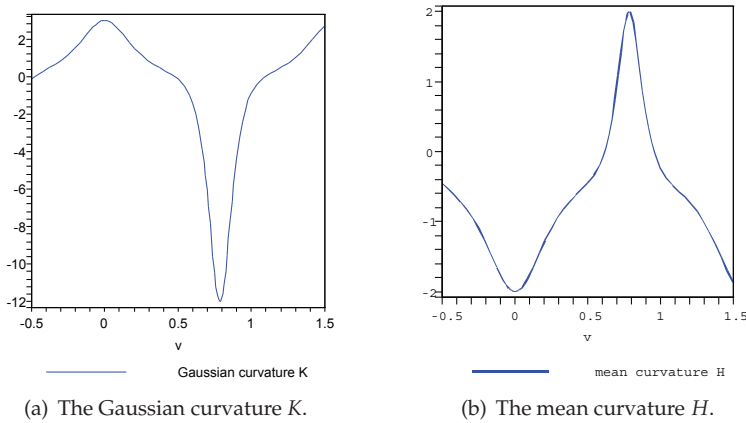 2
0
-2
-4
-6
-8
-10
-12
-0.5 0 0.5 1 1.5
v
Gaussian curvature K
(a) The Gaussian curvature K.
2
1
0
-1
-2
-0.5 0 0.5 1 1.5
v
mean curvature H
(b) The mean curvature H.